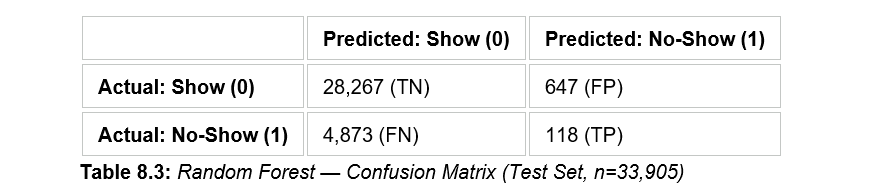 Predicted: Show (0) Predicted: No-Show (1)
Actual: Show (0) 28,267 (TN) 647 (FP)
Actual: No-Show (1) 4,873 (FN) 118 (TP)
Table 8.3: Random Forest — Confusion Matrix (Test Set, n=33,905)